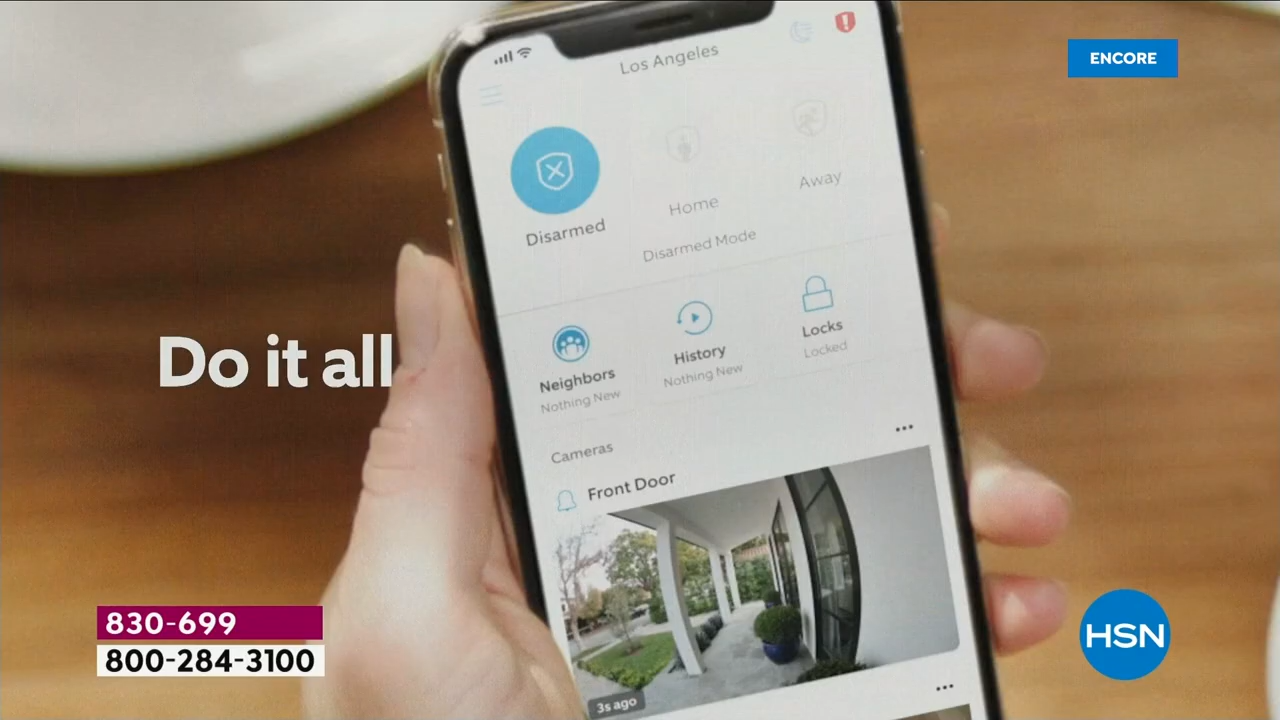 ENCORE
Los Angeles
Disarmed
Home
Away
Disarmed Mode
Neighbors
Nothing New
History
Nothing New
Locks
Locked
Do it all
Cameras
Front Door
3s ago
830-699
800-284-3100
HSN